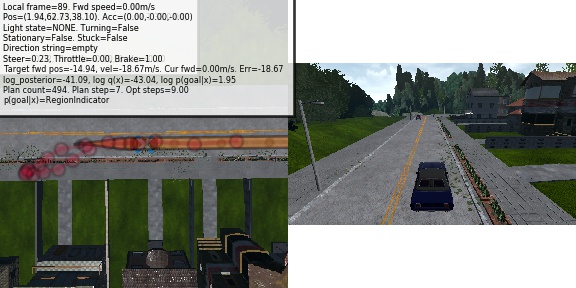 Local frame=89. Fwd speed=0.00m/s
Pos=(1.94,62.73,38.10). Acc=(0.00,-0.00,-0.00)
Light state=NONE. Turning=False
Stationary=False. Stuck=False
Direction string=empty
Steer=0.23, Throttle=0.00, Brake=1.00
Target fwd pos=-14.94, vel=-18.67m/s. Cur fwd=0.00m/s. Err=-18.67
log_posterior=-41.09, log q(x)=-43.04, log p(goal|x)=1.95
Plan count=494. Plan step=7. Opt steps=9.00
p(goal|x)=RegionIndicator